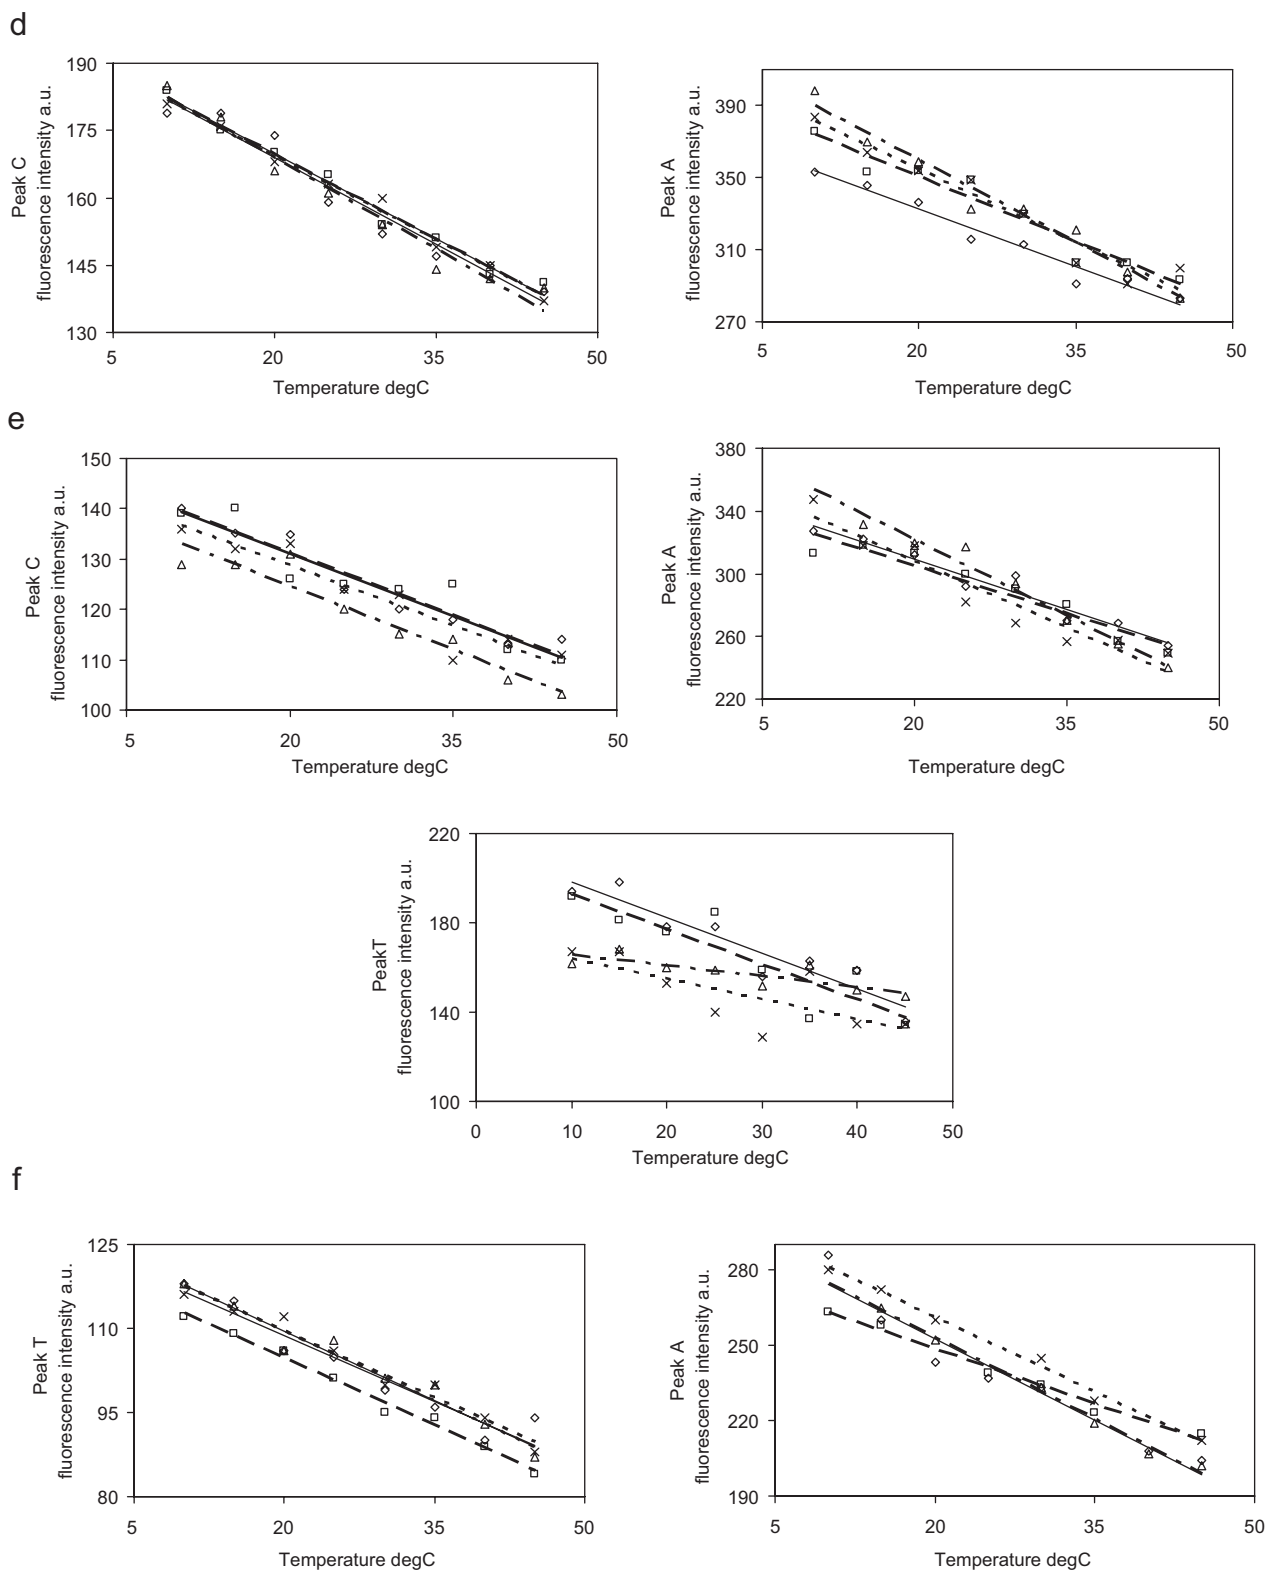 d
Peak C
fluorescence intensity a.u.
190
175
160
145
130
5 20 35 50
Temperature degC
Peak A
fluorescence intensity a.u.
390
350
310
270
5 20 35 50
Temperature degC
e
Peak C
fluorescence intensity a.u.
150
140
130
120
110
100
5 20 35 50
Temperature degC
Peak A
fluorescence intensity a.u.
380
340
300
260
220
5 20 35 50
Temperature degC
PeakT
fluorescence intensity a.u.
220
180
140
100
0 10 20 30 40 50
Temperature degC
f
Peak T
fluorescence intensity a.u.
125
110
95
80
5 20 35 50
Temperature degC
Peak A
fluorescence intensity a.u.
280
250
220
190
5 20 35 50
Temperature degC